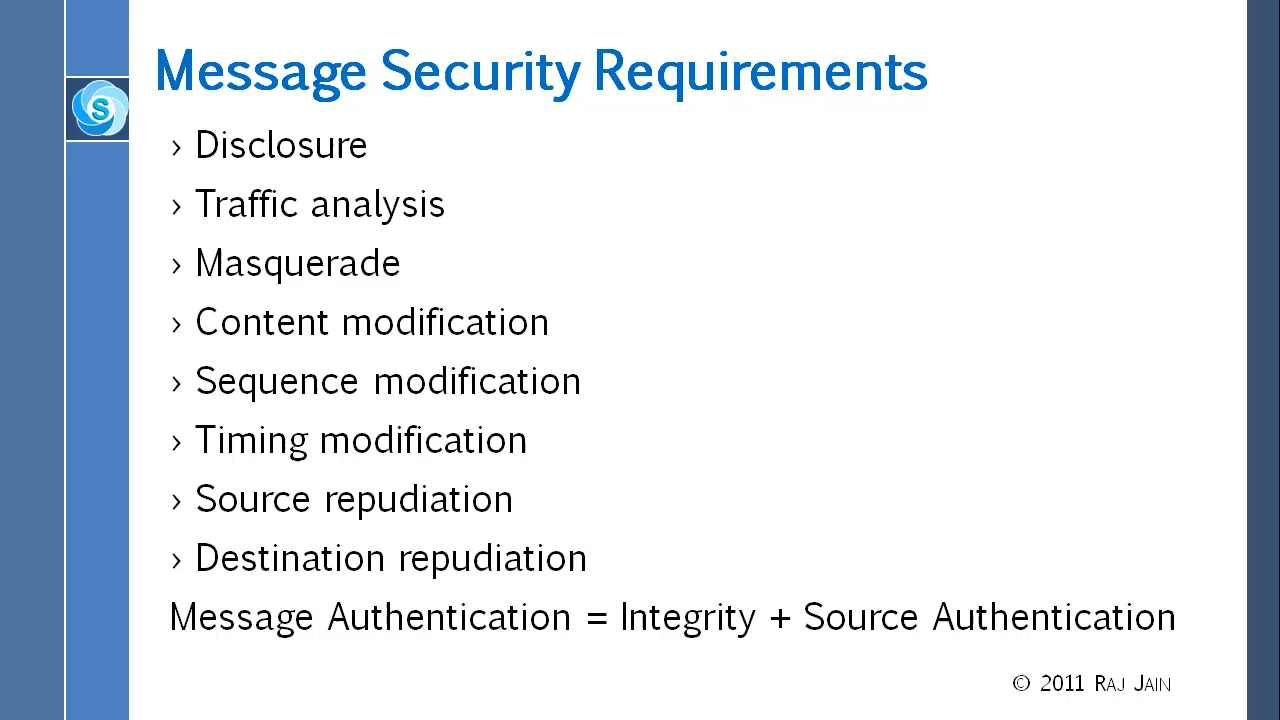 Message Security Requirements
S
› Disclosure
› Traffic analysis
› Masquerade
› Content modification
› Sequence modification
› Timing modification
› Source repudiation
› Destination repudiation
Message Authentication = Integrity + Source Authentication
© 2011 RAJ JAIN